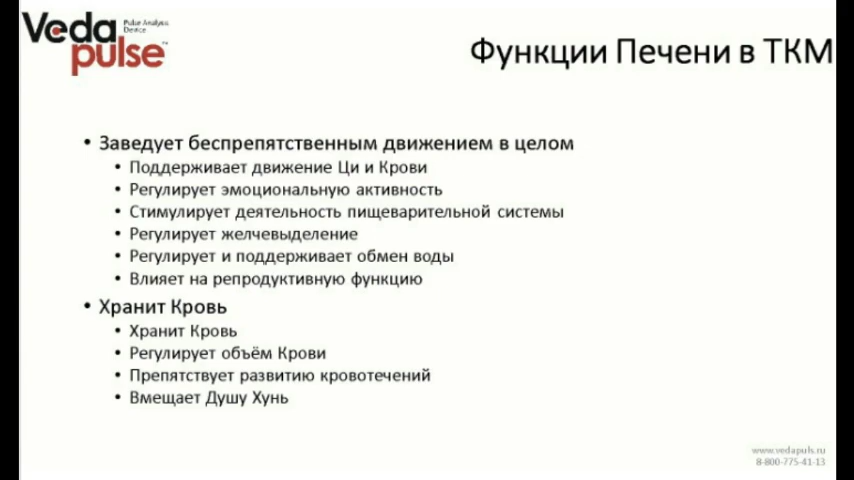 Veda
Pulse Analysis
Device
pulse™
Функции Печени в ТКМ
• Заведует беспрепятственным движением в целом
• Поддерживает движение Ци и Крови
• Регулирует эмоциональную активность
• Стимулирует деятельность пищеварительной системы
• Регулирует желчевыделение
• Регулирует и поддерживает обмен воды
• Влияет на репродуктивную функцию
• Хранит Кровь
• Хранит Кровь
• Регулирует объём Крови
• Препятствует развитию кровотечений
• Вмещает Душу Хунь
www.vedapuls.ru
8-800-775-41-13